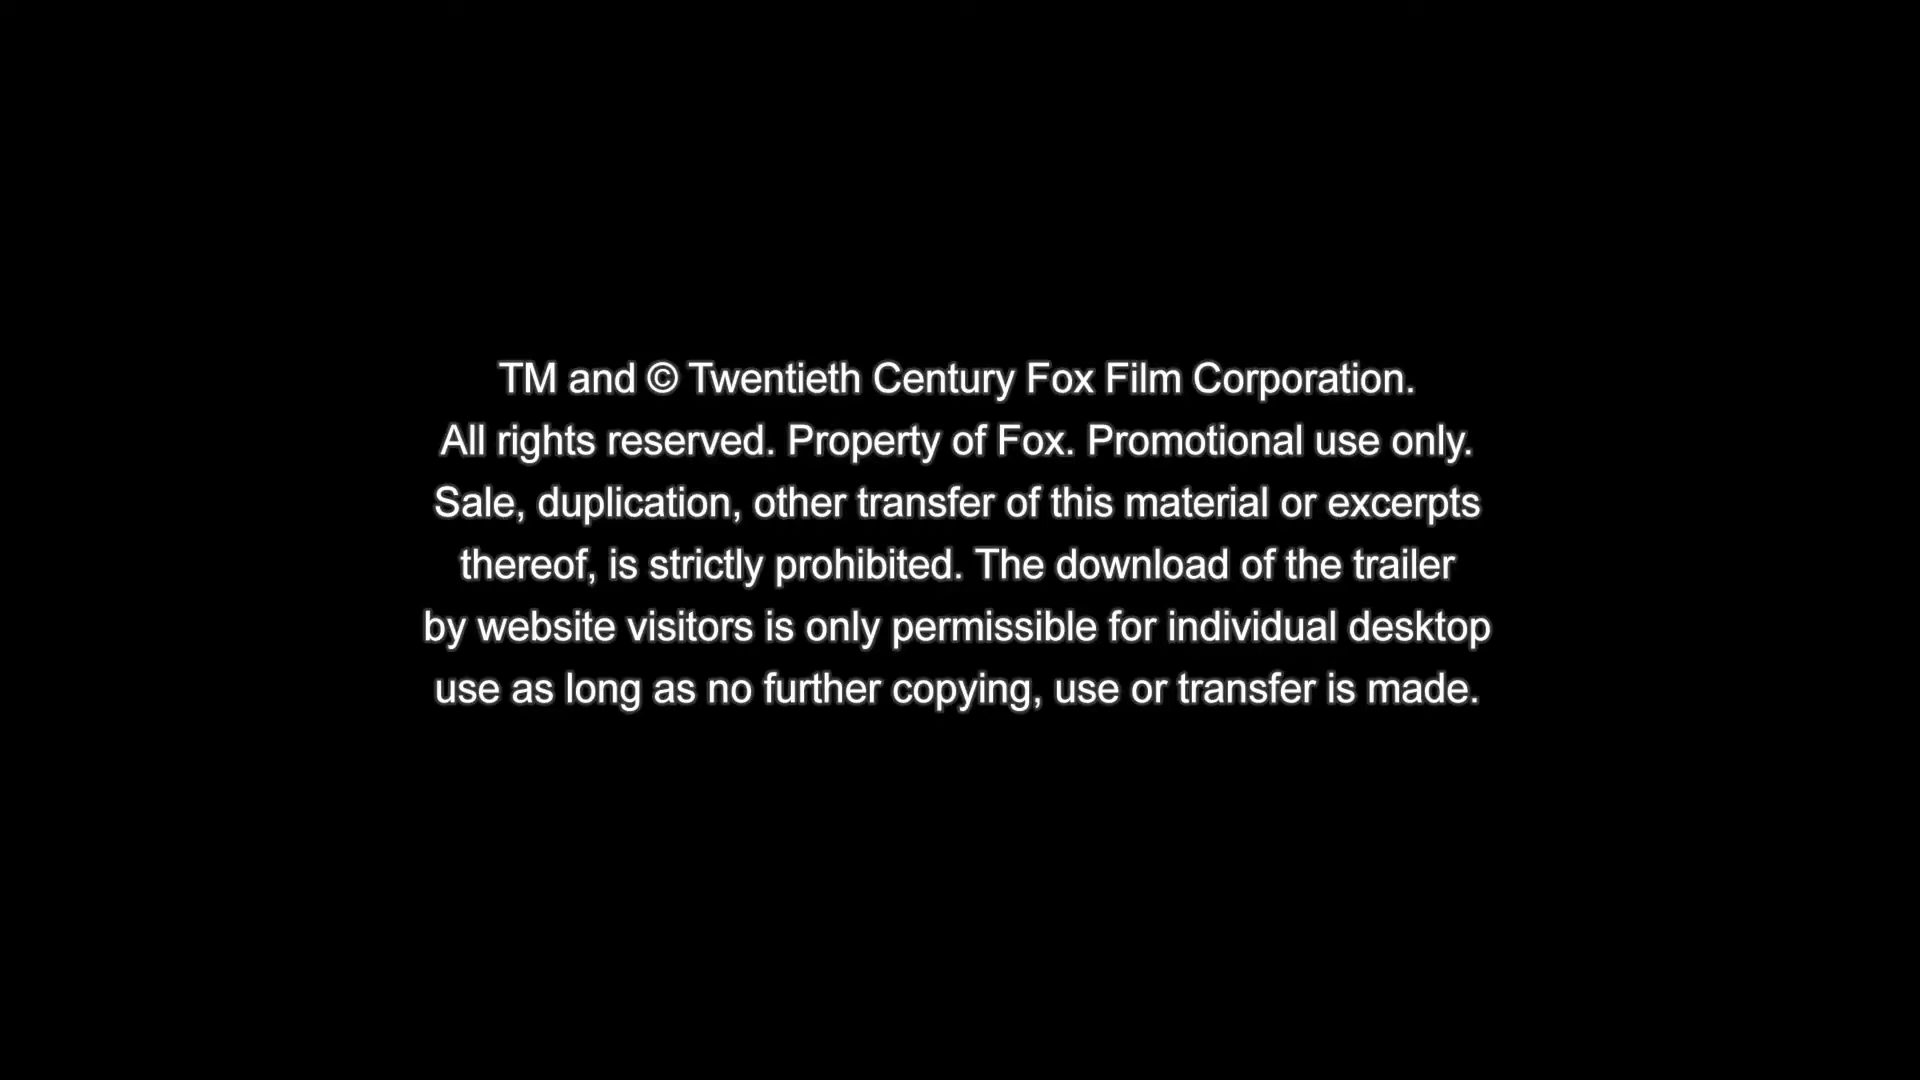 TM and © Twentieth Century Fox Film Corporation.
All rights reserved. Property of Fox. Promotional use only.
Sale, duplication, other transfer of this material or excerpts
thereof, is strictly prohibited. The download of the trailer
by website visitors is only permissible for individual desktop
use as long as no further copying, use or transfer is made.